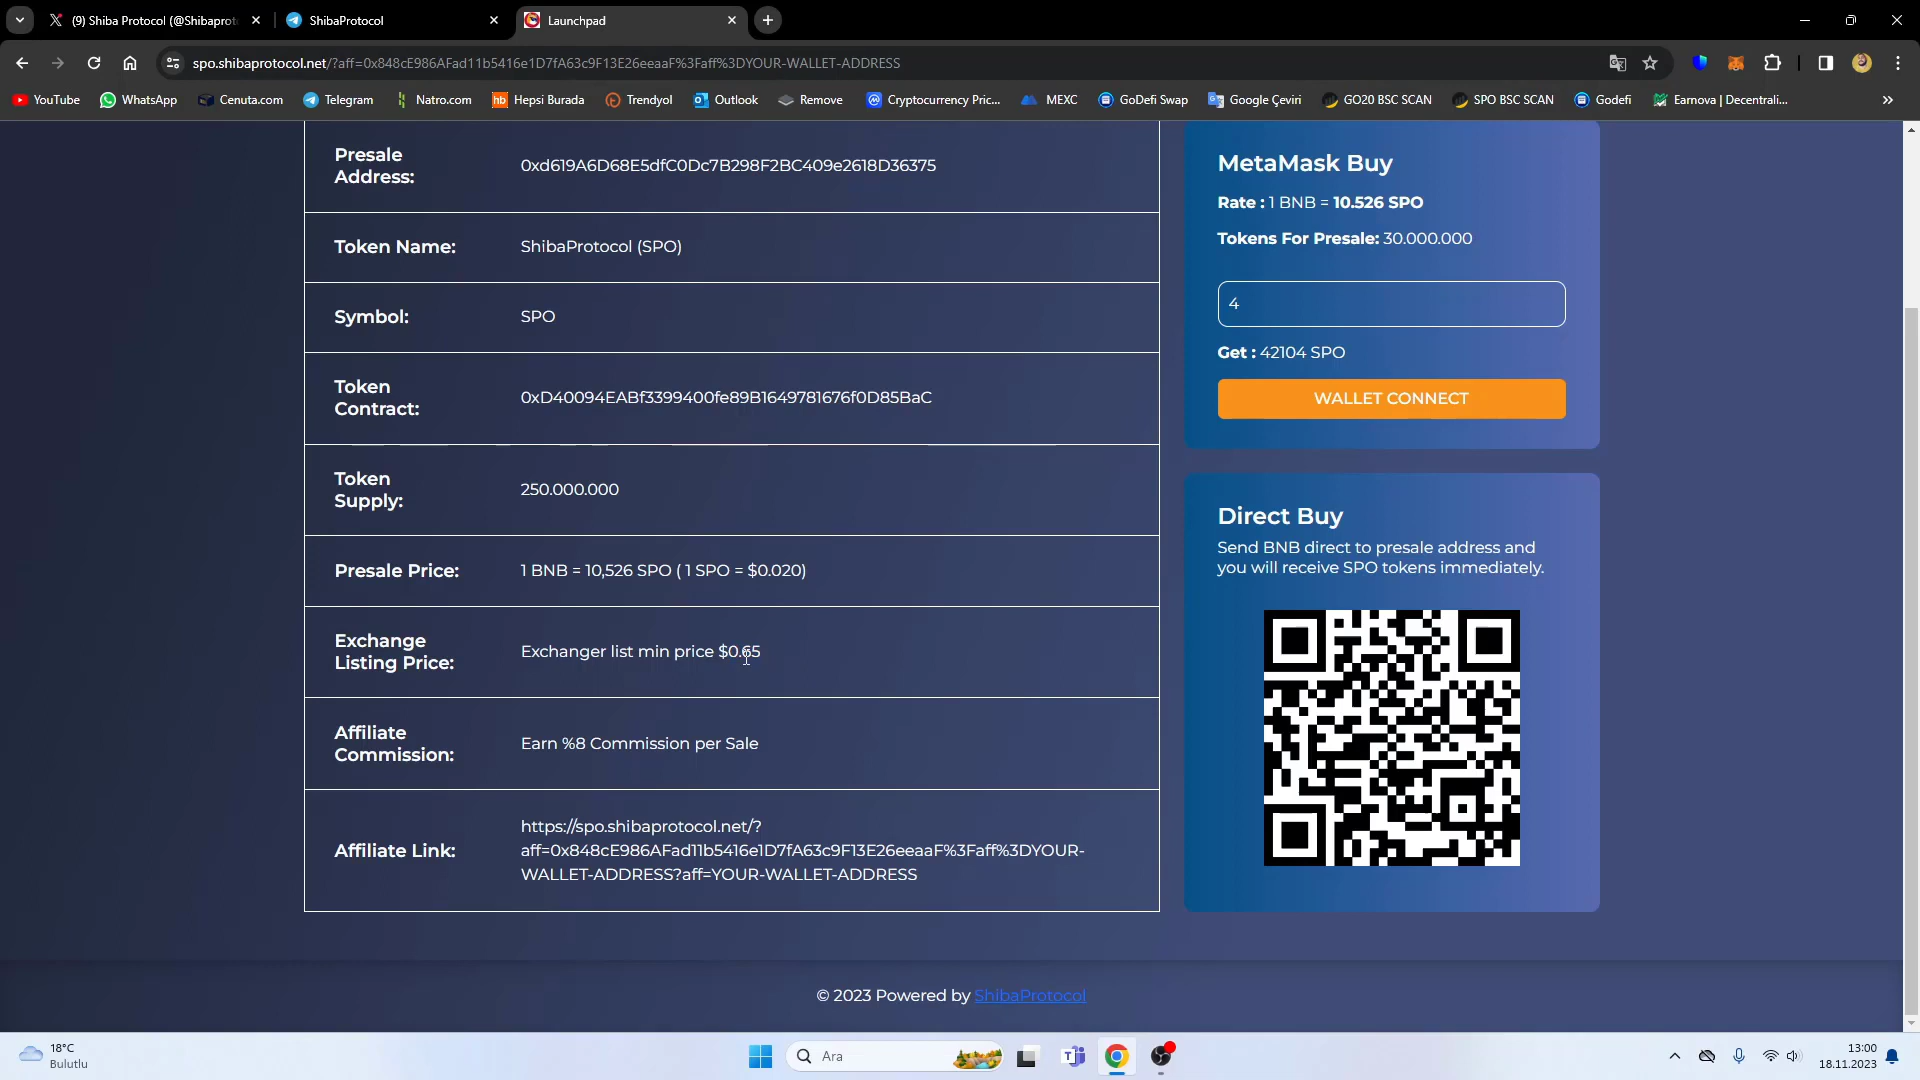 (9) Shiba Protocol (@Shibaprot
ShibaProtocol
Launchpad
spo.shibaprotocol.net/?aff=0x848cE986AFad11b5416e1D7fA63c9F13E26eeaaF%3Faff%3DYOUR-WALLET-ADDRESS
YouTube
WhatsApp
Cenuta.com
Telegram
Natro.com
hb
Hepsi Burada
Trendyol
Outlook
Remove
Cryptocurrency Pric...
MEXC
GoDefi Swap
Google Çeviri
GO20 BSC SCAN
SPO BSC SCAN
Godefi
Earnova | Decentrali...
Presale
Address:
0xd619A6D68E5dfC0Dc7B298F2BC409e2618D36375
Token Name:
ShibaProtocol (SPO)
Symbol:
SPO
Token
Contract:
0xD40094EABf3399400fe89B1649781676f0D85BaC
Token
Supply:
250.000.000
Presale Price:
1 BNB = 10,526 SPO ( 1 SPO = $0.020)
Exchange
Listing Price:
Exchanger list min price $0.65
Affiliate
Commission:
Earn %8 Commission per Sale
Affiliate Link:
https://spo.shibaprotocol.net/?
aff=0x848cE986AFad11b5416e1D7fA63c9F13E26eeaaF%3Faff%3DYOUR-
WALLET-ADDRESS?aff=YOUR-WALLET-ADDRESS
MetaMask Buy
Rate : 1 BNB = 10.526 SPO
Tokens For Presale: 30.000.000
4
Get : 42104 SPO
WALLET CONNECT
Direct Buy
Send BNB direct to presale address and
you will receive SPO tokens immediately.
© 2023 Powered by ShibaProtocol
18°C
Bulutlu
Ara
13:00
18.11.2023